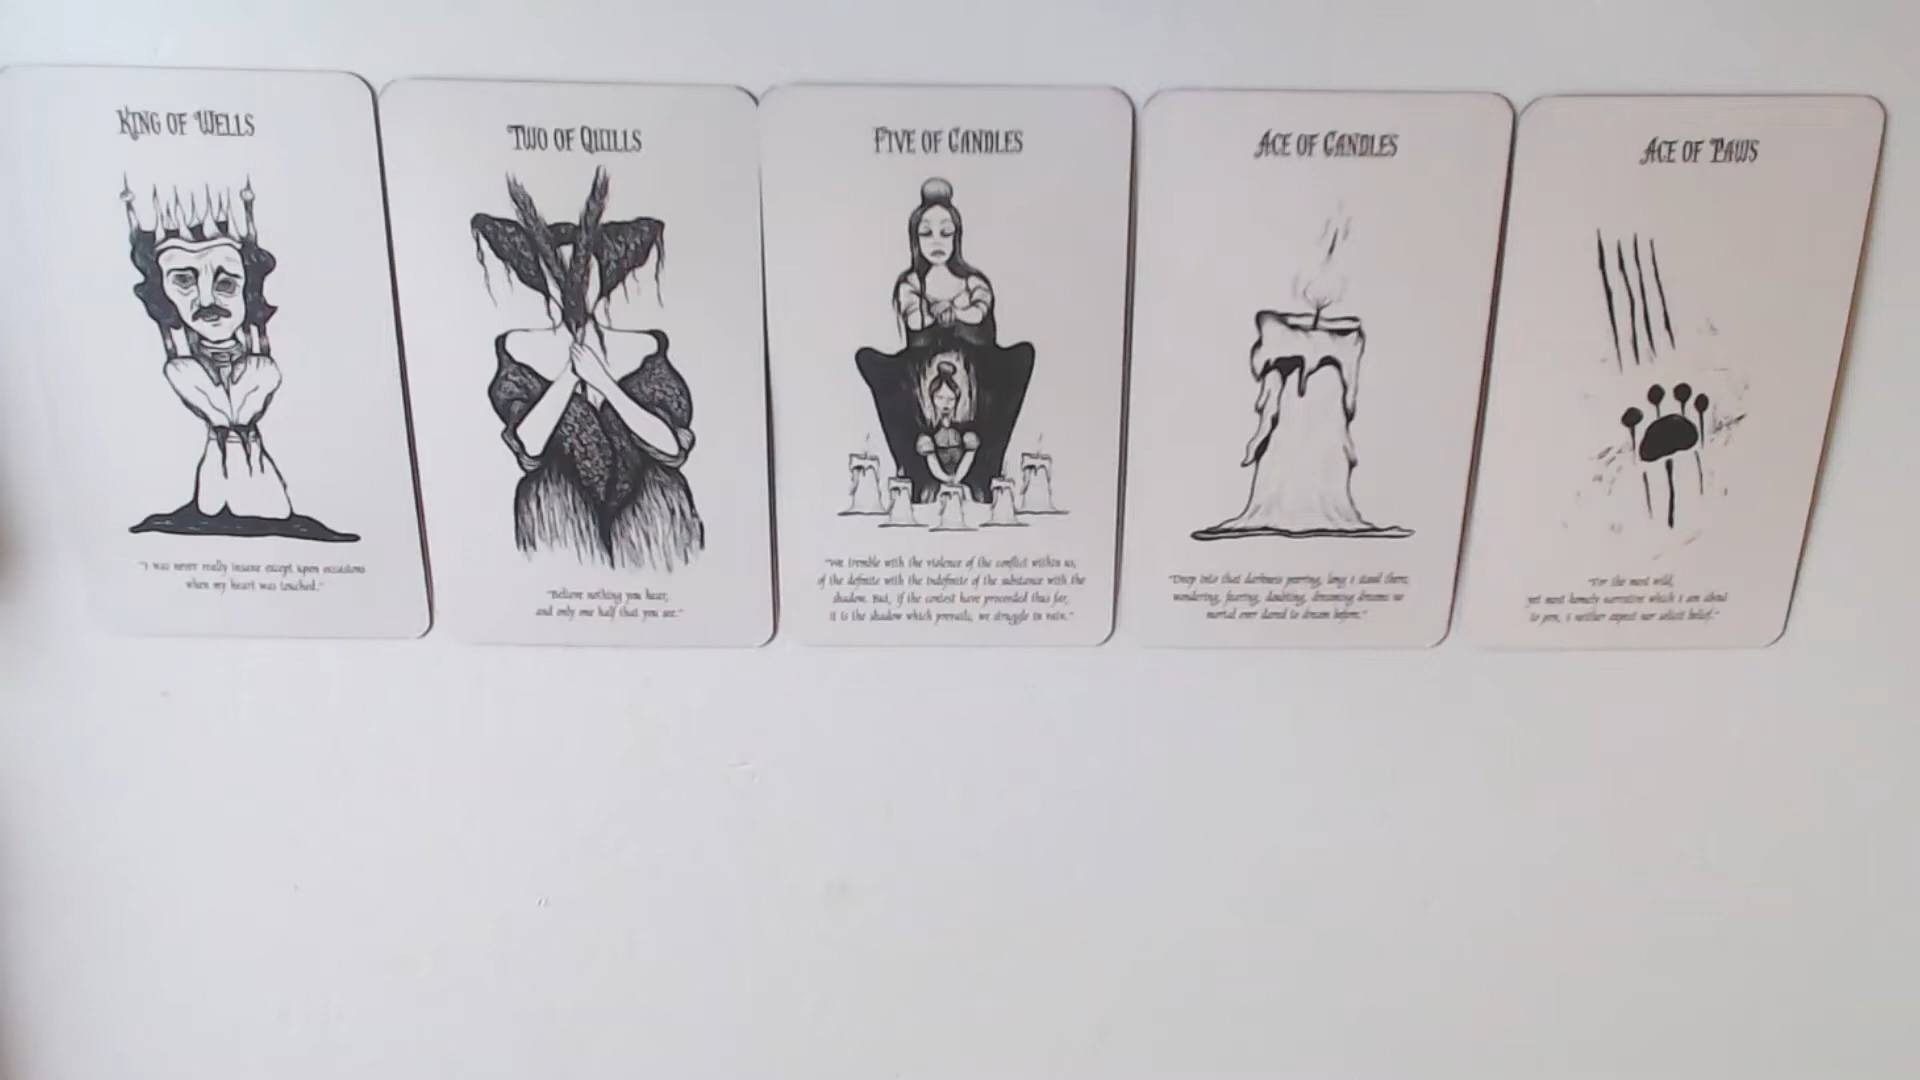 KING OF WELLS
"I was never really insane except upon occasions
when my heart was touched."
TWO OF QUILLS
"Believe nothing you hear,
and only one half that you see."
FIVE OF CANDLES
"We tremble with the violence of the conflict within us,
of the definite with the indefinite of the substance with the
shadow. But, if the contest have proceeded thus far,
it is the shadow which prevails, we struggle in vain."
ACE OF CANDLES
"Deep into that darkness peering, long I stood there,
wondering, fearing, doubting, dreaming dreams no
mortal ever dared to dream before."
ACE OF PAWS
"For the most wild,
yet most homely narrative which I am about
to pen, I neither expect nor solicit belief."